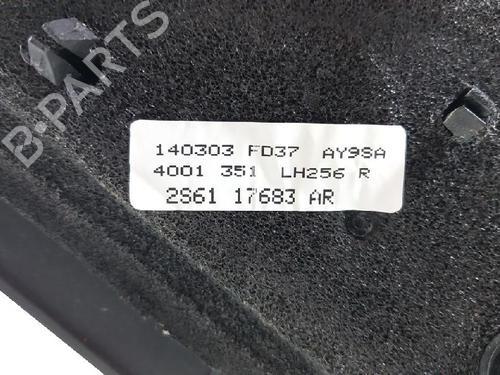 B-PARTS
140303 FD37 AY9SA
4001 351 LH256 R
2S61 17683 AR